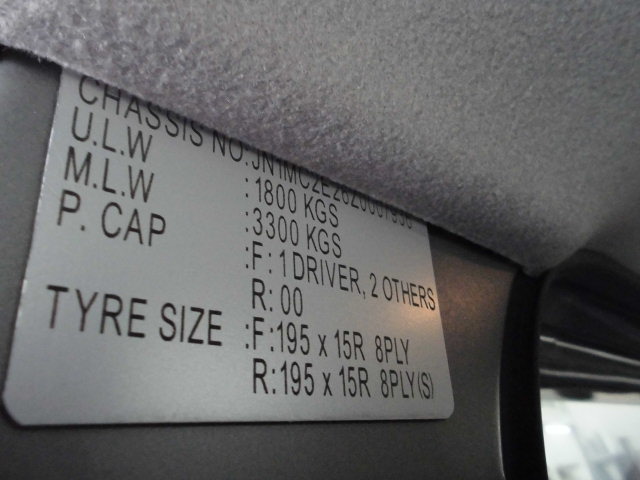 CHASSIS NO.:
U.L.W : 1800 KGS
M.L.W : 3300 KGS
P. CAP :F: 1 DRIVER, 2 OTHERS
R: 00
TYRE SIZE :F:195 x 15R 8PLY
R:195 x 15R 8PLY(S)